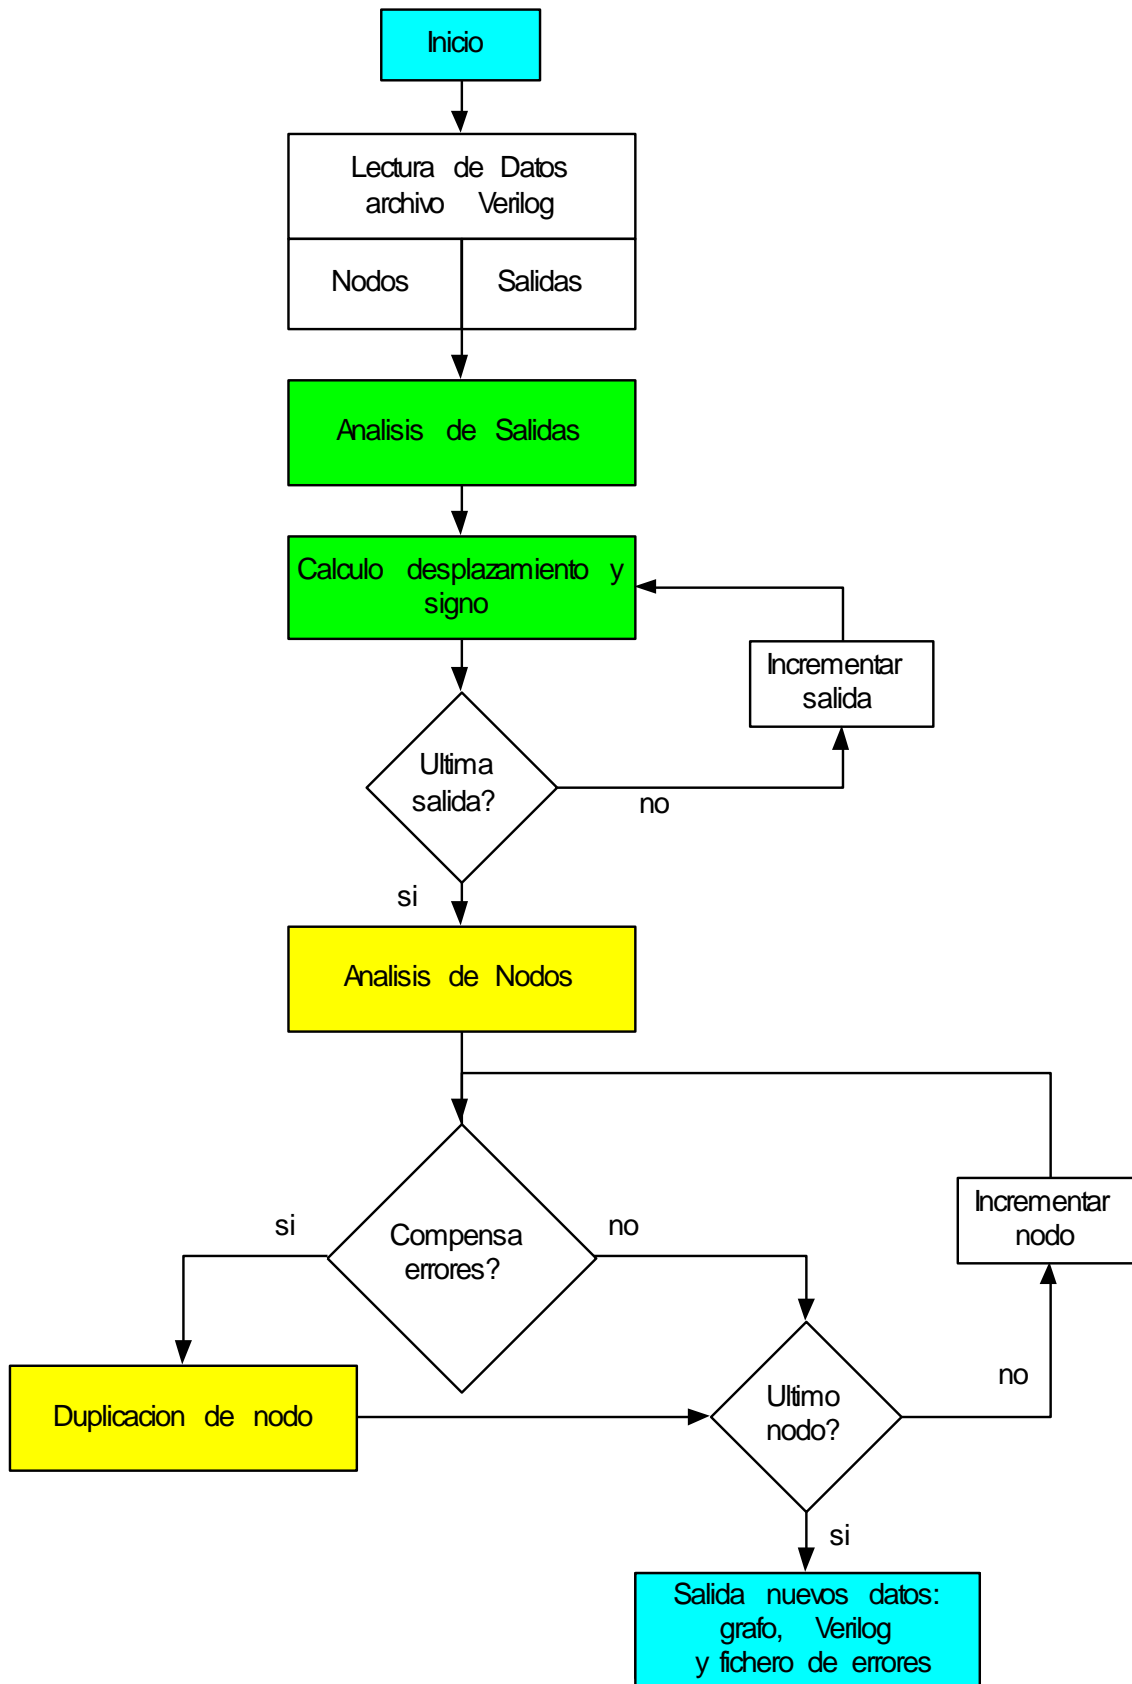 Inicio
Lectura de Datos
archivo Verilog
Nodos
Salidas
Analisis de Salidas
Calculo desplazamiento y
signo
Incrementar
salida
Ultima
salida?
no
si
Analisis de Nodos
Incrementar
nodo
si
Compensa
errores?
no
Duplicacion de nodo
Ultimo
nodo?
no
si
Salida nuevos datos:
grafo, Verilog
y fichero de errores